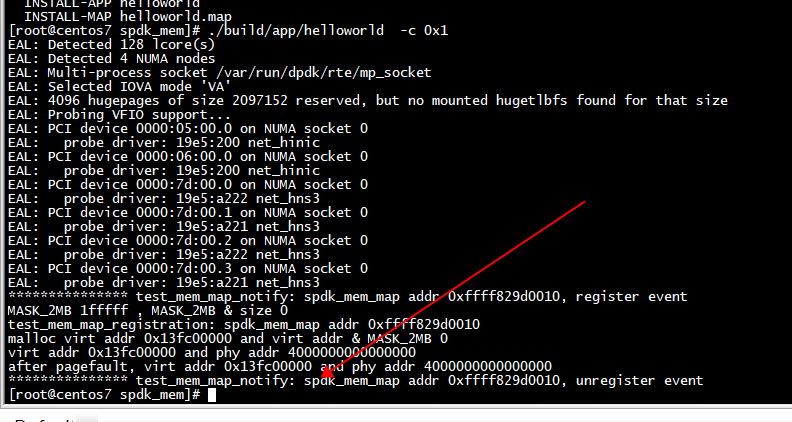 INSTALL-APP helloworld
INSTALL-MAP helloworld.map
[root@centos7 spdk_mem]# ./build/app/helloworld  -c 0x1
EAL: Detected 128 lcore(s)
EAL: Detected 4 NUMA nodes
EAL: Multi-process socket /var/run/dpdk/rte/mp_socket
EAL: Selected IOVA mode 'VA'
EAL: 4096 hugepages of size 2097152 reserved, but no mounted hugetlbfs found for that size
EAL: Probing VFIO support...
EAL: PCI device 0000:05:00.0 on NUMA socket 0
EAL:   probe driver: 19e5:200 net_hinic
EAL: PCI device 0000:06:00.0 on NUMA socket 0
EAL:   probe driver: 19e5:200 net_hinic
EAL: PCI device 0000:7d:00.0 on NUMA socket 0
EAL:   probe driver: 19e5:a222 net_hns3
EAL: PCI device 0000:7d:00.1 on NUMA socket 0
EAL:   probe driver: 19e5:a221 net_hns3
EAL: PCI device 0000:7d:00.2 on NUMA socket 0
EAL:   probe driver: 19e5:a222 net_hns3
EAL: PCI device 0000:7d:00.3 on NUMA socket 0
EAL:   probe driver: 19e5:a221 net_hns3
*************** test_mem_map_notify: spdk_mem_map addr 0xffff829d0010, register event
MASK_2MB 1fffff , MASK_2MB & size 0
test_mem_map_registration: spdk_mem_map addr 0xffff829d0010
malloc virt addr 0x13fc00000 and virt addr & MASK_2MB 0
virt addr 0x13fc00000 and phy addr 4000000000000000
after pagefault, virt addr 0x13fc00000 and phy addr 4000000000000000
*************** test_mem_map_notify: spdk_mem_map addr 0xffff829d0010, unregister event
[root@centos7 spdk_mem]#